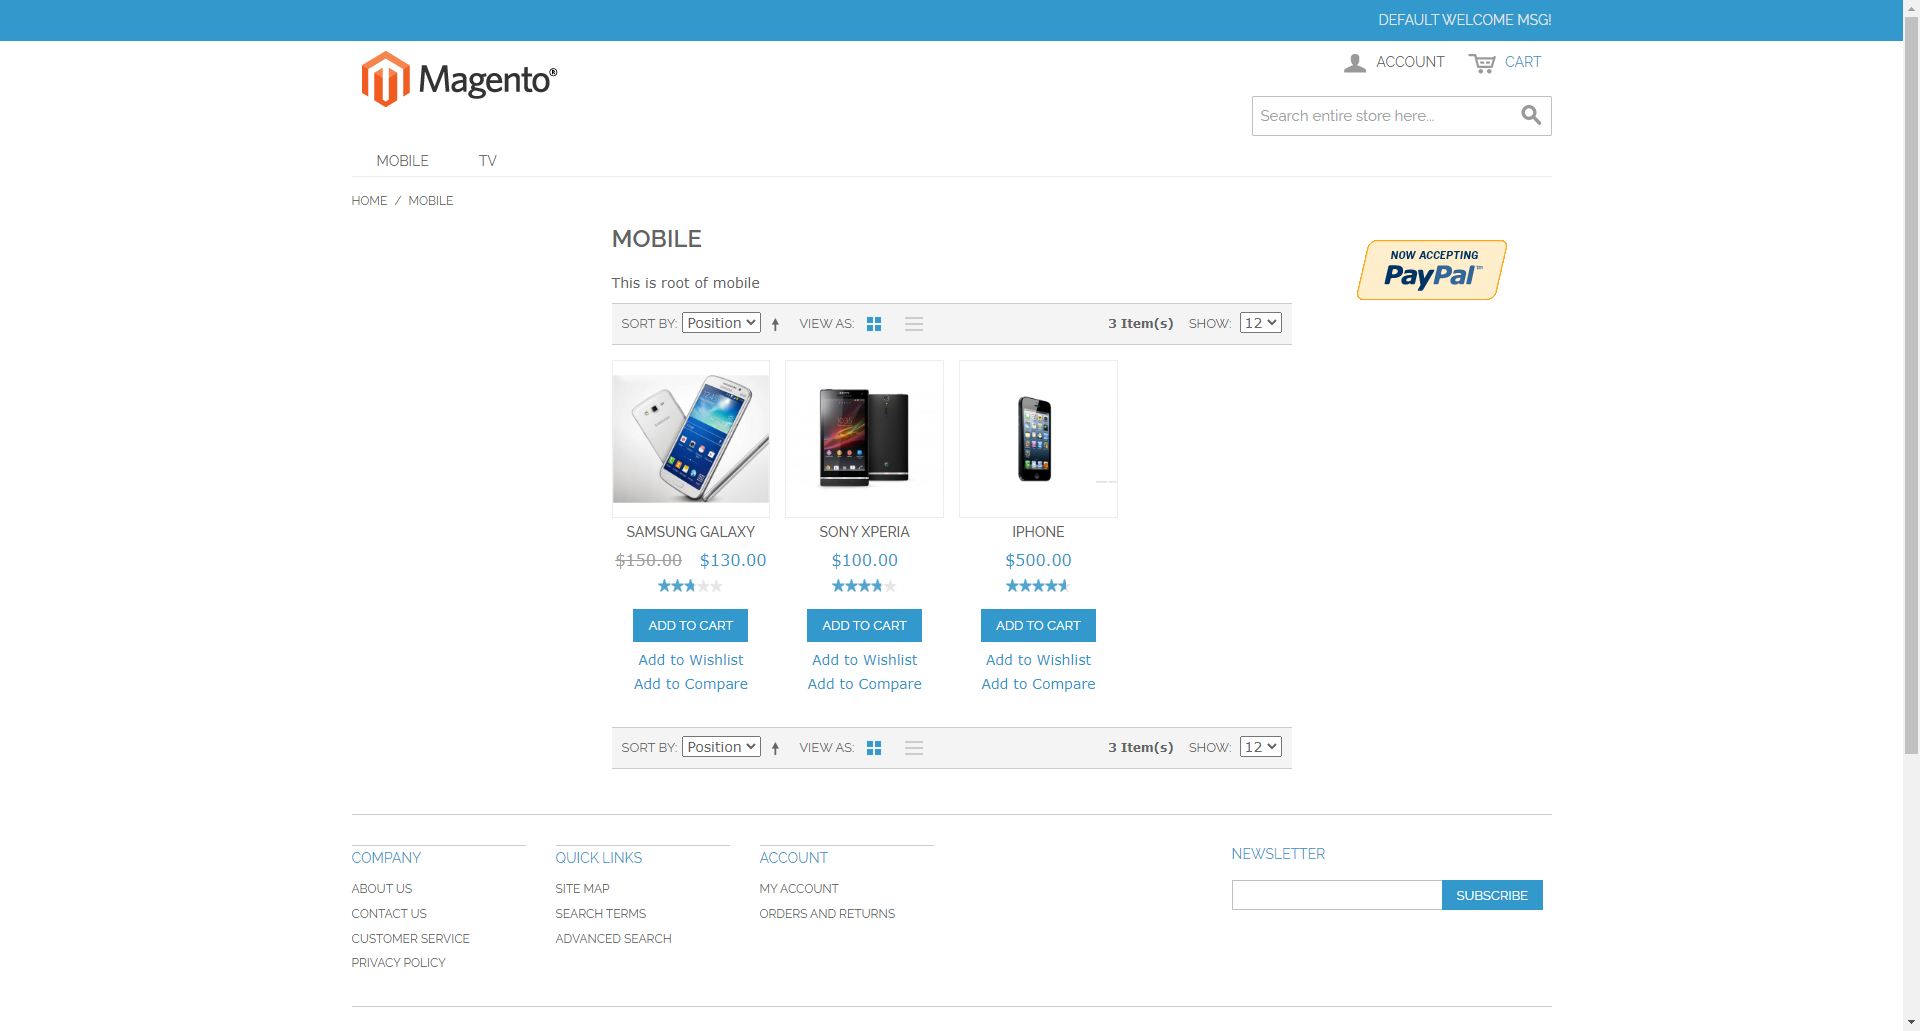 DEFAULT WELCOME MSG!
Magento®
ACCOUNT CART
Search entire store here...
MOBILE TV
HOME / MOBILE
MOBILE
NOW ACCEPTING
PayPal™
This is root of mobile
SORT BY: Position VIEW AS: 3 Item(s) SHOW: 12
SAMSUNG GALAXY
$150.00 $130.00
ADD TO CART
Add to Wishlist
Add to Compare
SONY XPERIA
$100.00
ADD TO CART
Add to Wishlist
Add to Compare
IPHONE
$500.00
ADD TO CART
Add to Wishlist
Add to Compare
SORT BY: Position VIEW AS: 3 Item(s) SHOW: 12
COMPANY
ABOUT US
CONTACT US
CUSTOMER SERVICE
PRIVACY POLICY
QUICK LINKS
SITE MAP
SEARCH TERMS
ADVANCED SEARCH
ACCOUNT
MY ACCOUNT
ORDERS AND RETURNS
NEWSLETTER
SUBSCRIBE